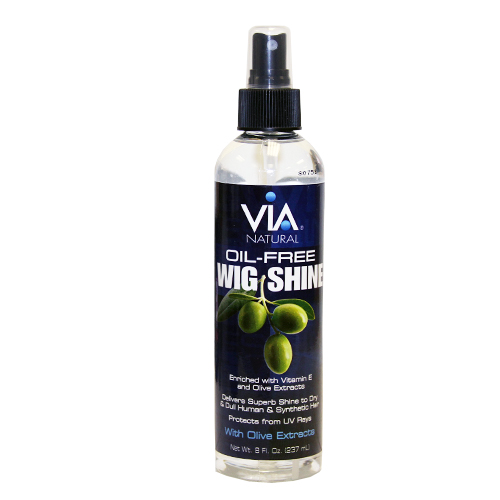 VIA®
NATURAL
OIL-FREE
WIG SHINE
Enriched with Vitamin E
and Olive Extracts
Delivers Superb Shine to Dry
& Dull Human & Synthetic Hair
Protects from UV Rays
With Olive Extracts
Net Wt. 8 Fl. Oz. (237 mL)